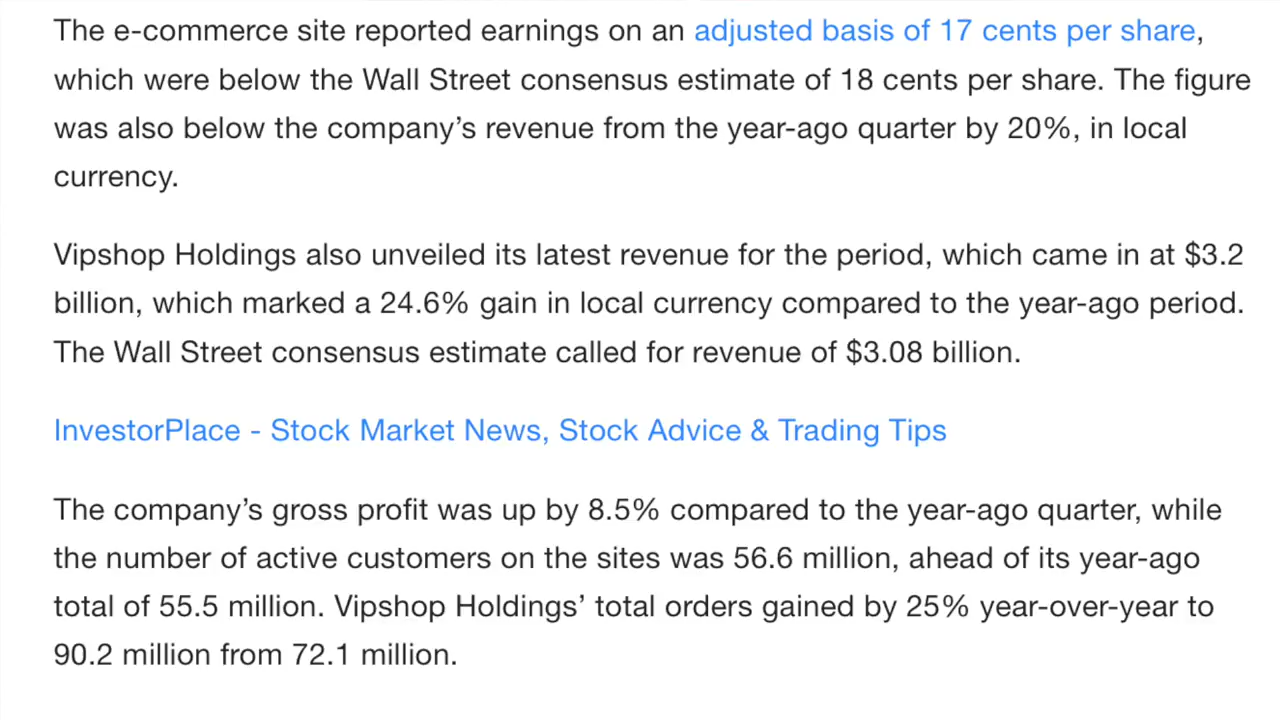 The e-commerce site reported earnings on an adjusted basis of 17 cents per share,
which were below the Wall Street consensus estimate of 18 cents per share. The figure
was also below the company’s revenue from the year-ago quarter by 20%, in local
currency.
Vipshop Holdings also unveiled its latest revenue for the period, which came in at $3.2
billion, which marked a 24.6% gain in local currency compared to the year-ago period.
The Wall Street consensus estimate called for revenue of $3.08 billion.
InvestorPlace - Stock Market News, Stock Advice & Trading Tips
The company’s gross profit was up by 8.5% compared to the year-ago quarter, while
the number of active customers on the sites was 56.6 million, ahead of its year-ago
total of 55.5 million. Vipshop Holdings’ total orders gained by 25% year-over-year to
90.2 million from 72.1 million.